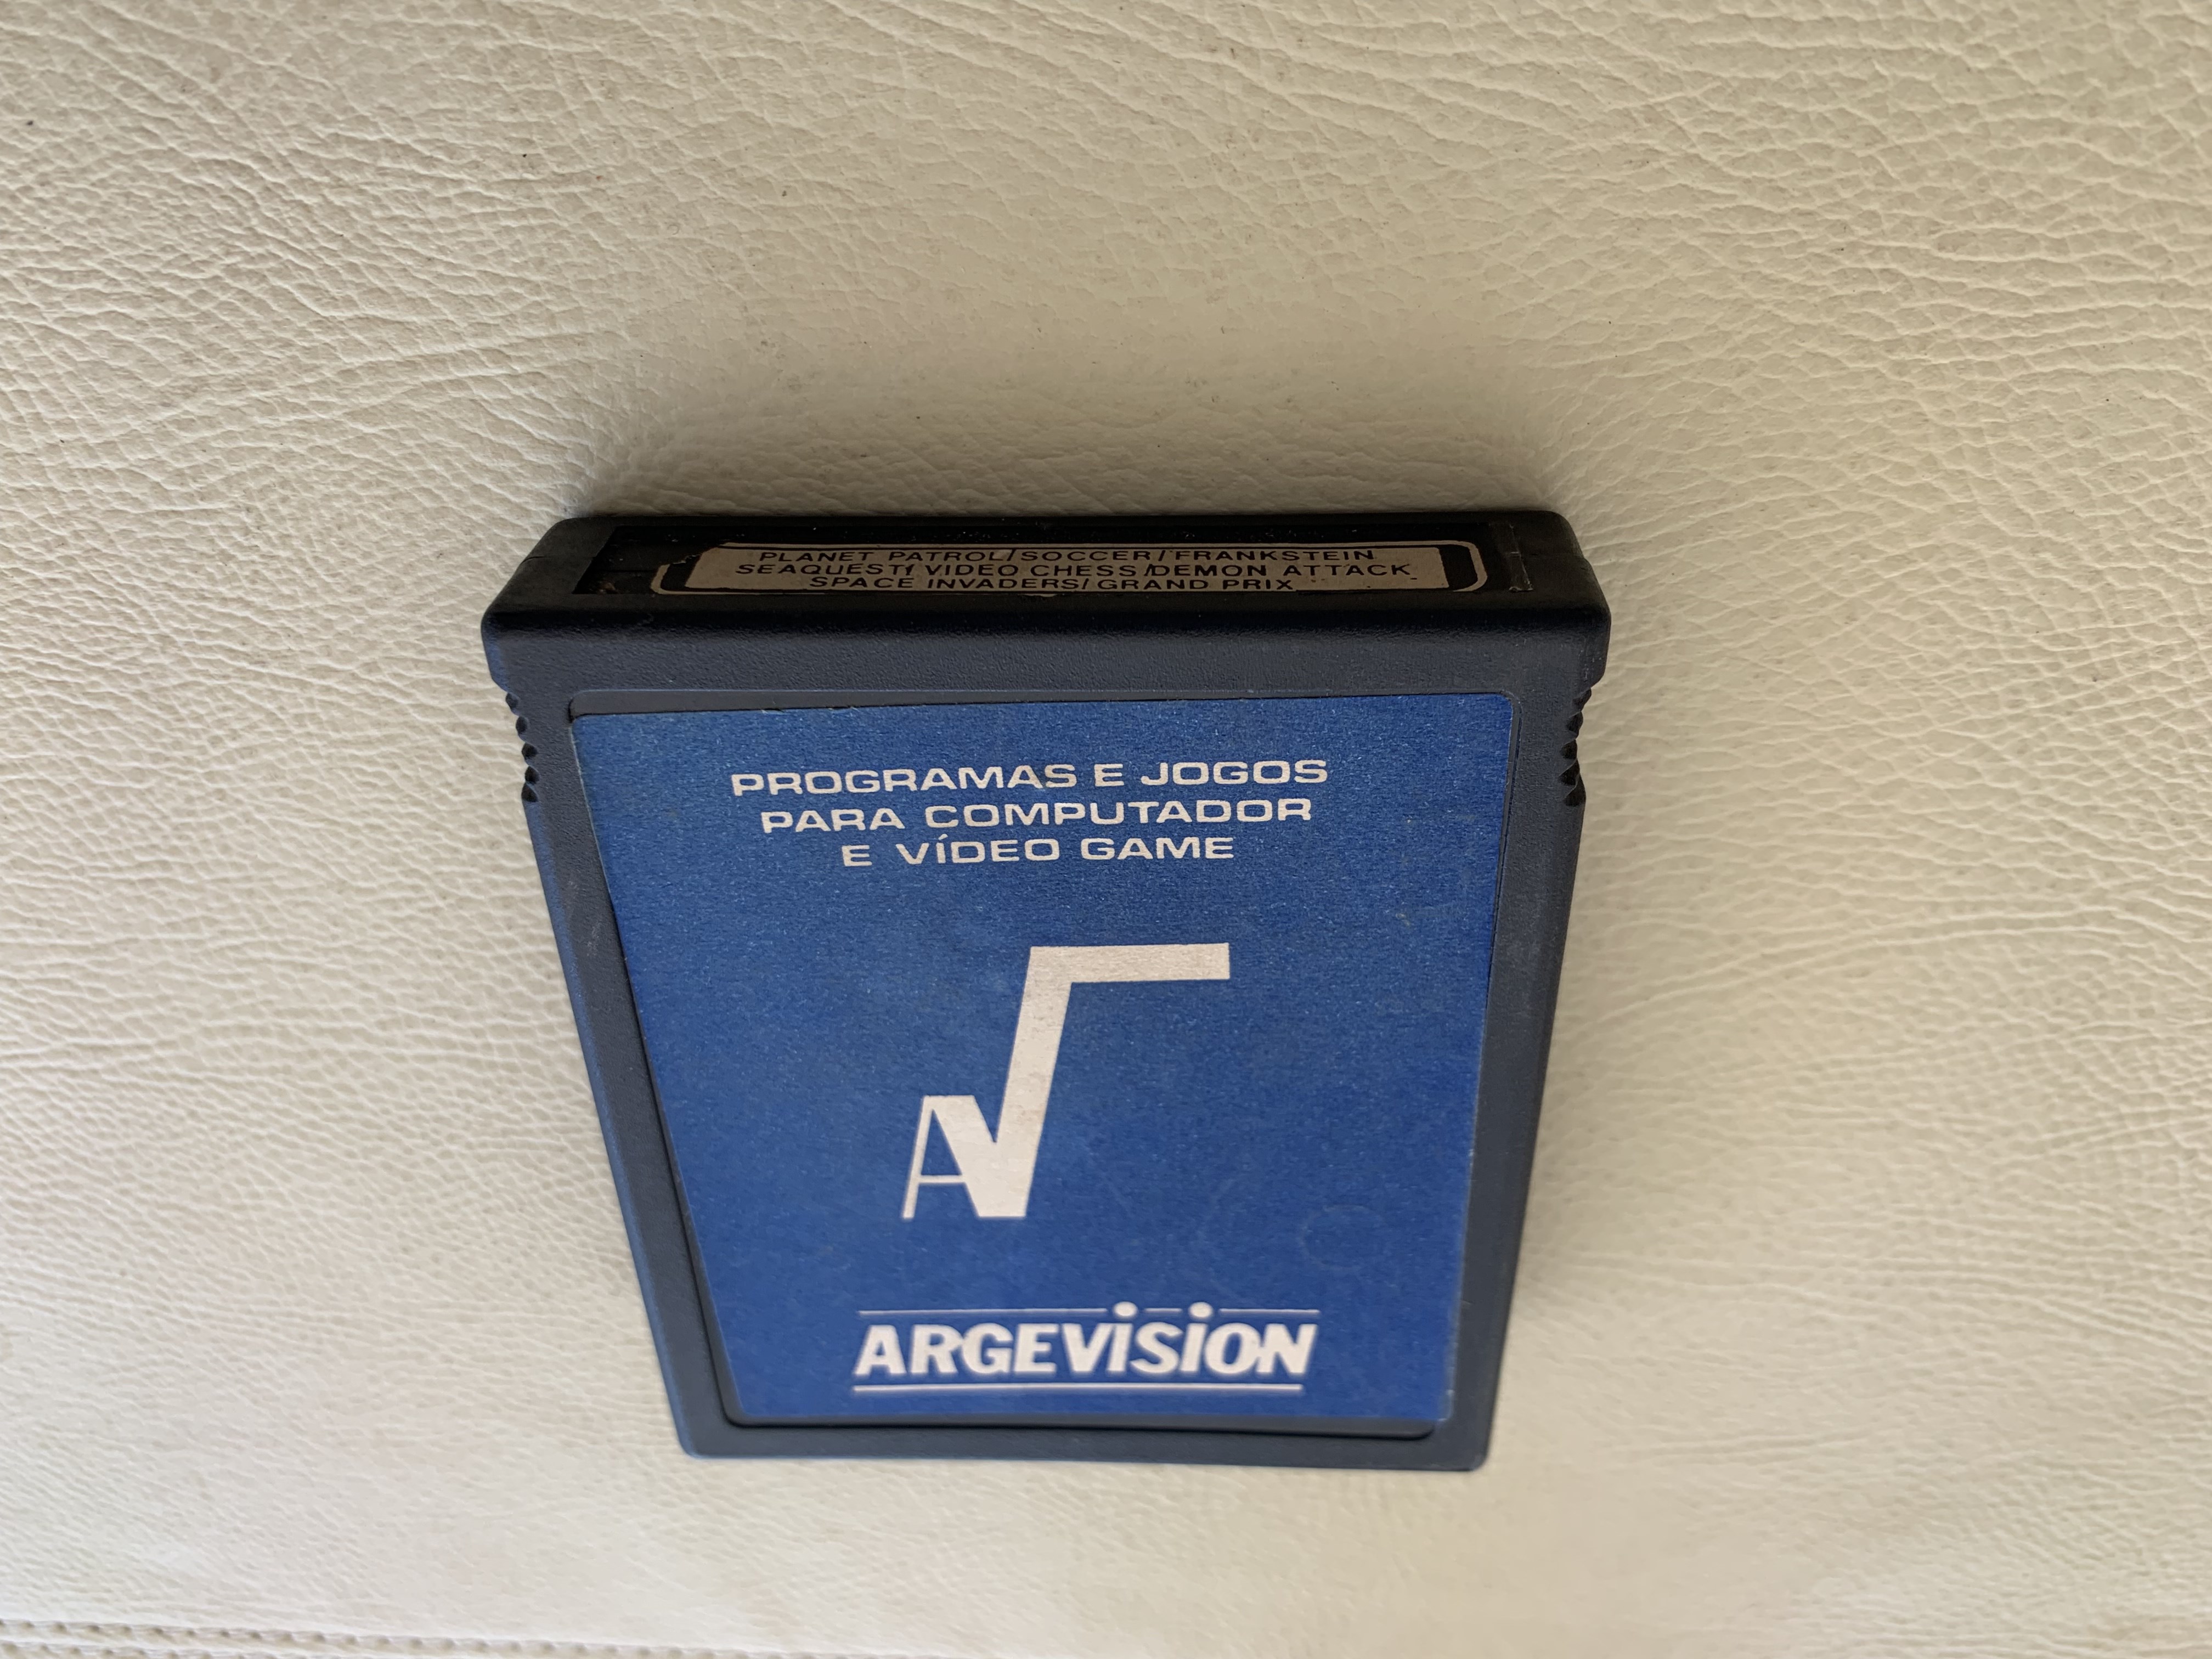 PLANET PATROL/SOCCER/FRANKSTEIN
SEAQUEST/VIDEO CHESS/DEMON ATTACK
SPACE INVADERS/GRAND PRIX
PROGRAMAS E JOGOS
PARA COMPUTADOR
E VÍDEO GAME
A√
ARGEViSiON